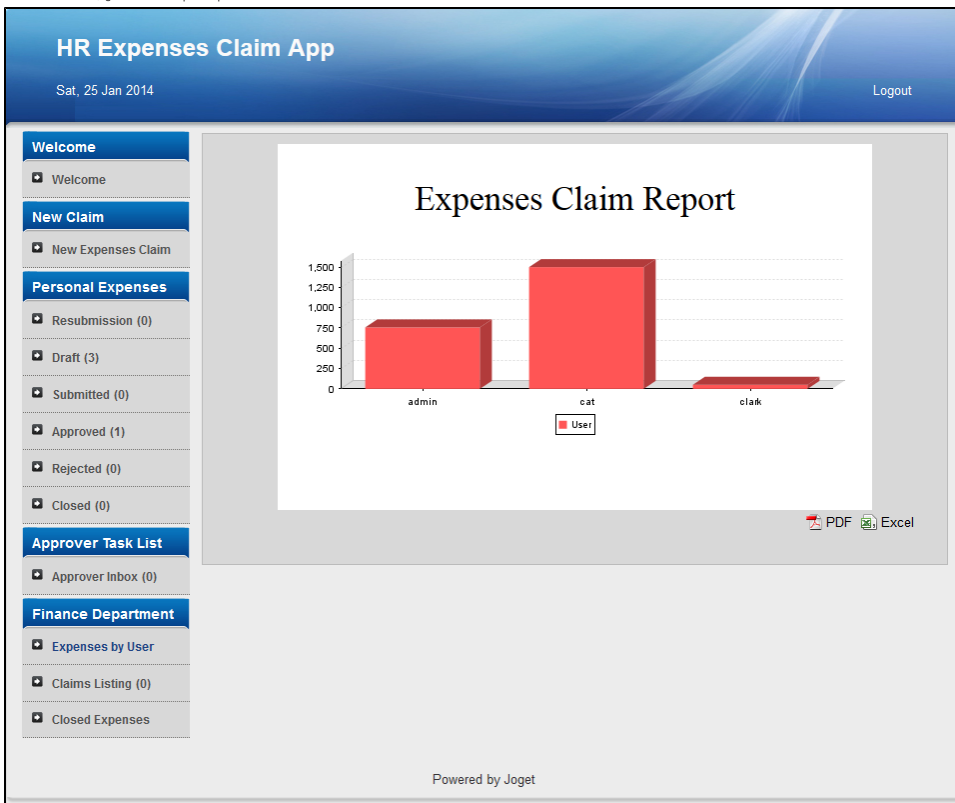 HR Expenses Claim App
Sat, 25 Jan 2014
Logout
Welcome
Welcome
New Claim
New Expenses Claim
Personal Expenses
Resubmission (0)
Draft (3)
Submitted (0)
Approved (1)
Rejected (0)
Closed (0)
Approver Task List
Approver Inbox (0)
Finance Department
Expenses by User
Claims Listing (0)
Closed Expenses
Expenses Claim Report
1,500
1,250
1,000
750
500
250
0
admin cat clark
User
PDF Excel
Powered by Joget